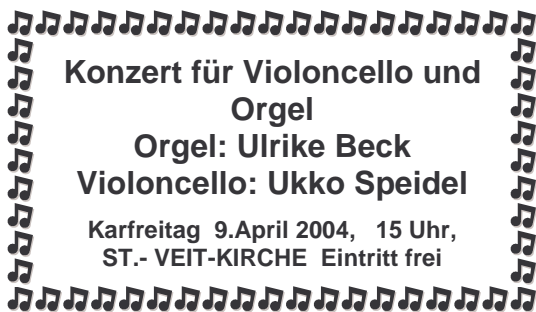 Konzert für Violoncello und
Orgel
Orgel: Ulrike Beck
Violoncello: Ukko Speidel
Karfreitag 9.April 2004, 15 Uhr,
ST.- VEIT-KIRCHE Eintritt frei